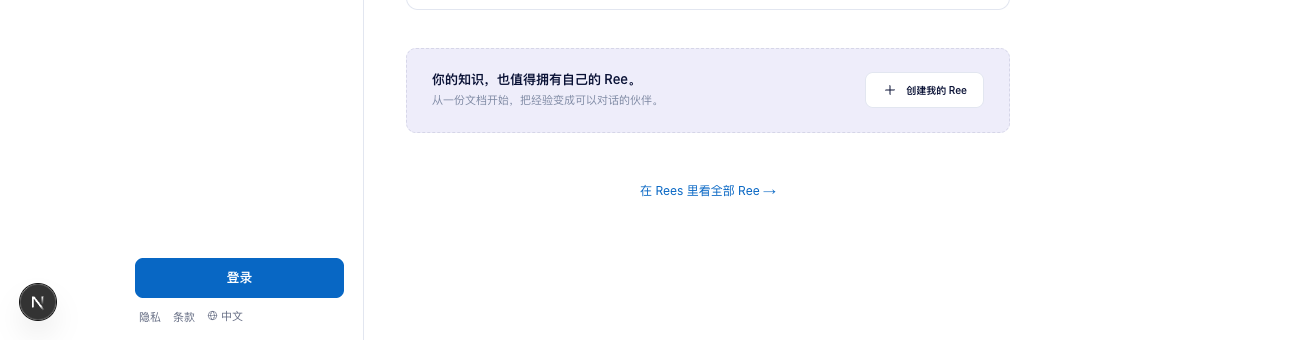 你的知识，也值得拥有自己的 Ree。
从一份文档开始，把经验变成可以对话的伙伴。
+ 创建我的 Ree
在 Rees 里看全部 Ree →
登录
N
隐私 条款 中文